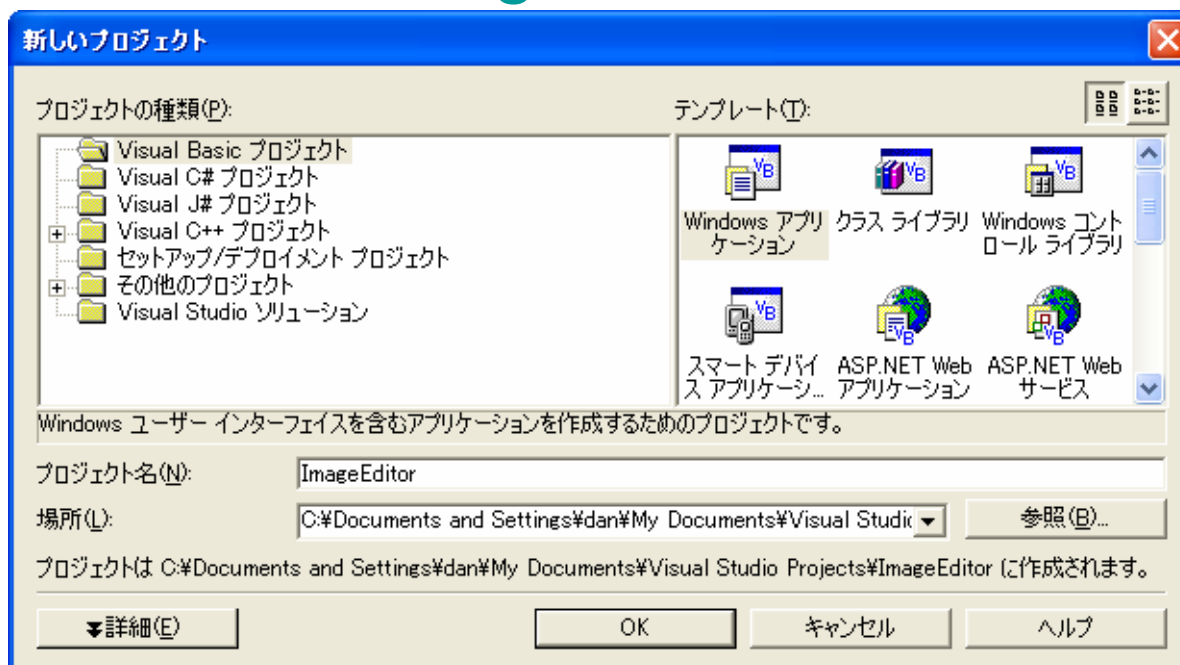 新しいプロジェクト
プロジェクトの種類(P):
テンプレート(T):
Visual Basic プロジェクト
Visual C# プロジェクト
Visual J# プロジェクト
Visual C++ プロジェクト
セットアップ/デプロイメント プロジェクト
その他のプロジェクト
Visual Studio ソリューション
Windows アプリ
ケーション
クラス ライブラリ
Windows コント
ロール ライブラリ
スマート デバイ
ス アプリケーシ...
ASP.NET Web
アプリケーション
ASP.NET Web
サービス
Windows ユーザー インターフェイスを含むアプリケーションを作成するためのプロジェクトです。
プロジェクト名(N):
ImageEditor
場所(L):
C:¥Documents and Settings¥dan¥My Documents¥Visual Studic
参照(B)...
プロジェクトは C:¥Documents and Settings¥dan¥My Documents¥Visual Studio Projects¥ImageEditor に作成されます。
詳細(E)
OK
キャンセル
ヘルプ